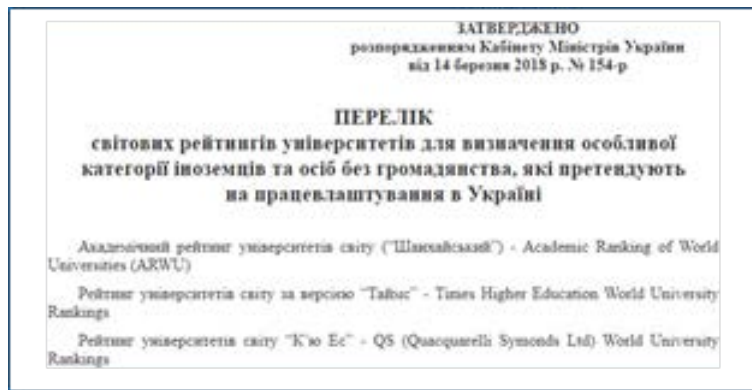 ЗАТВЕРДЖЕНО
розпорядженням Кабінету Міністрів України
від 14 березня 2018 р. № 154-р
ПЕРЕЛІК
світових рейтингів університетів для визначення особливої
категорії іноземців та осіб без громадянства, які претендують
на працевлаштування в Україні
Академічний рейтинг університетів світу ("Шанхайський") - Academic Ranking of World
Universities (ARWU)
Рейтинг університетів світу за версією "Таймс" - Times Higher Education World University
Rankings
Рейтинг університетів світу "К'ю Ес" - QS (Quacquarelli Symonds Ltd) World University
Rankings